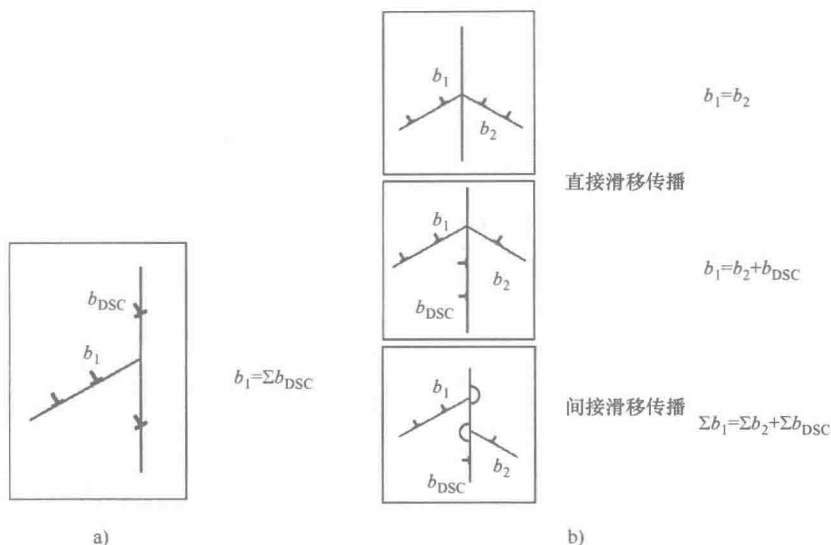 b_DSC
b_1
b_1=Σb_DSC
a)
b_1
b_2
b_1=b_2
直接滑移传播
b_1
b_2
b_DSC
b_1=b_2+b_DSC
间接滑移传播
b_1
b_2
b_DSC
Σb_1=Σb_2+Σb_DSC
b)